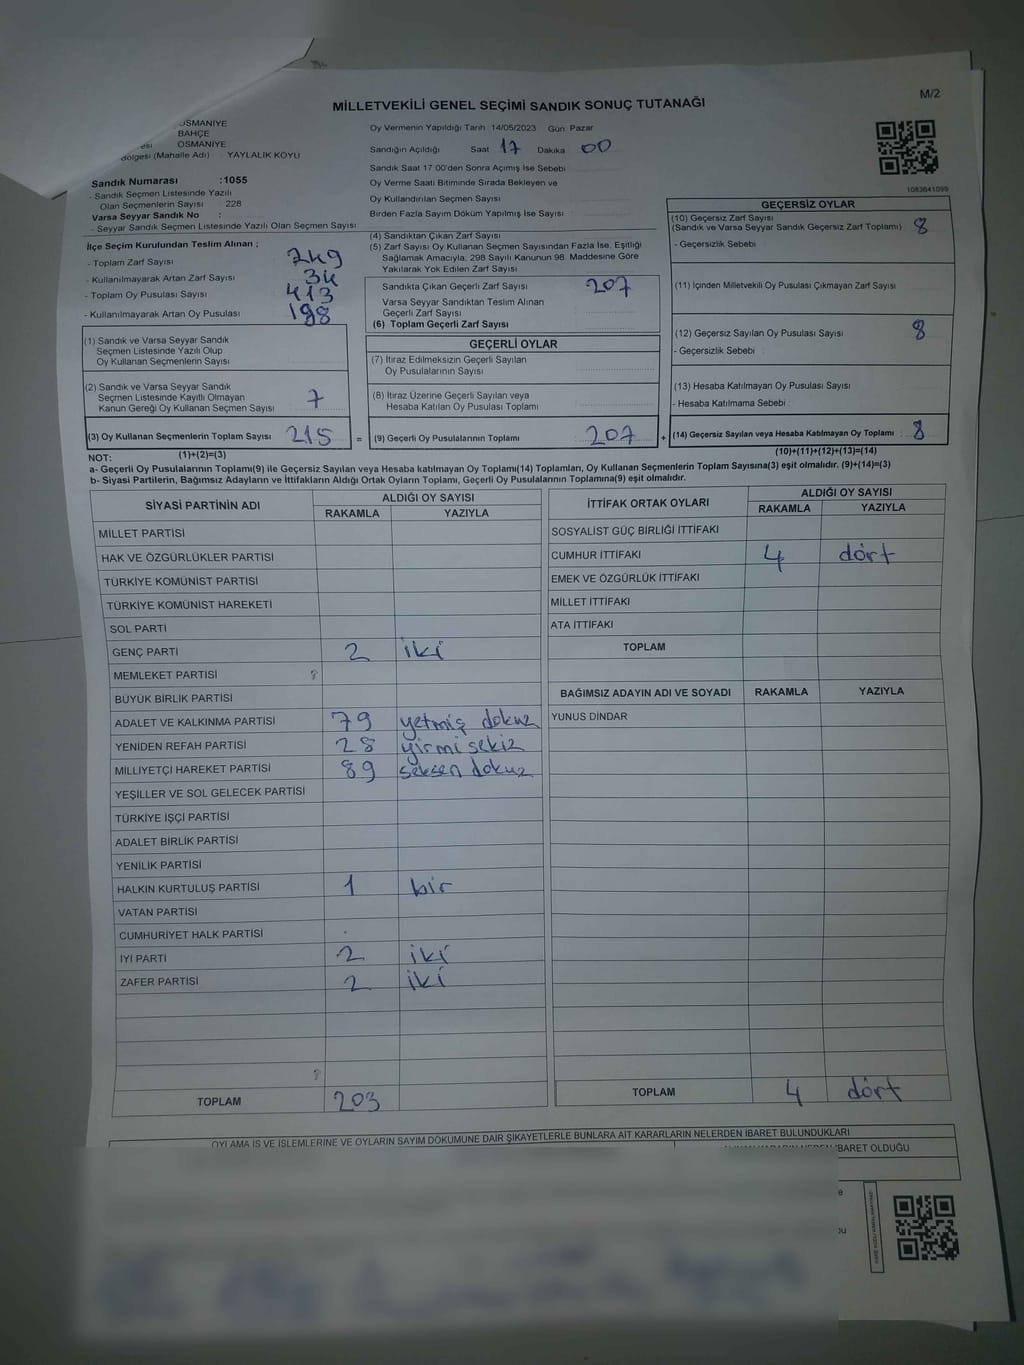 MİLLETVEKİLİ GENEL SEÇİMİ SANDIK SONUÇ TUTANAĞI
M/2
OSMANİYE
BAHÇE
OSMANİYE
(Mahalle Adı) : YAYLALIK KOYU
Sandık Numarası :1055
- Sandık Seçmen Listesinde Yazılı
Olan Seçmenlerin Sayısı : 228
Varsa Seyyar Sandık No :
- Seyyar Sandık Seçmen Listesinde Yazılı Olan Seçmen Sayısı :
Oy Vermenin Yapıldığı Tarih 14/05/2023 Gün: Pazar
Sandığın Açıldığı Saat 17 Dakika 00
Sandık Saat 17 00'den Sonra Açımış İse Sebebi
Oy Verme Saati Bitiminde Sırada Bekleyen ve
Oy Kullandırılan Seçmen Sayısı
Birden Fazla Sayım Döküm Yapılmış İse Sayısı
1083641099
İlçe Seçim Kurulundan Teslim Alınan ;
- Toplam Zarf Sayısı 249
- Kullanılmayarak Artan Zarf Sayısı 34
- Toplam Oy Pusulası Sayısı 413
- Kullanılmayarak Artan Oy Pusulası 198
(1) Sandık ve Varsa Seyyar Sandık
Seçmen Listesinde Yazılı Olup
Oy Kullanan Seçmenlerin Sayısı
(2) Sandık ve Varsa Seyyar Sandık
Seçmen Listesinde Kayıtlı Olmayan
Kanun Gereği Oy Kullanan Seçmen Sayısı 7
(3) Oy Kullanan Seçmenlerin Toplam Sayısı 215 =
(4) Sandıktan Çıkan Zarf Sayısı
(5) Zarf Sayısı Oy Kullanan Seçmen Sayısından Fazla İse, Eşitliği
Sağlamak Amacıyla, 298 Sayılı Kanunun 98. Maddesine Göre
Yakılarak Yok Edilen Zarf Sayısı
Sandıkta Çıkan Geçerli Zarf Sayısı 207
Varsa Seyyar Sandıktan Teslim Alınan
Geçerli Zarf Sayısı
(6) Toplam Geçerli Zarf Sayısı
GEÇERLİ OYLAR
(7) İtiraz Edilmeksizin Geçerli Sayılan
Oy Pusulalarının Sayısı
(8) İtiraz Üzerine Geçerli Sayılan veya
Hesaba Katılan Oy Pusulası Toplamı
(9) Geçerli Oy Pusulalarının Toplamı 207 +
GEÇERSİZ OYLAR
(10) Geçersiz Zarf Sayısı
(Sandık ve Varsa Seyyar Sandık Geçersiz Zarf Toplamı) 8
- Geçersizlik Sebebi :
(11) İçinden Milletvekili Oy Pusulası Çıkmayan Zarf Sayısı
(12) Geçersiz Sayılan Oy Pusulası Sayısı 8
- Geçersizlik Sebebi :
(13) Hesaba Katılmayan Oy Pusulası Sayısı
- Hesaba Katılmama Sebebi :
(14) Geçersiz Sayılan veya Hesaba Katılmayan Oy Toplamı : 8
NOT: (1)+(2)=(3)
(10)+(11)+(12)+(13)=(14)
a- Geçerli Oy Pusulalarının Toplamı(9) ile Geçersiz Sayılan veya Hesaba katılmayan Oy Toplamı(14) Toplamları, Oy Kullanan Seçmenlerin Toplam Sayısına(3) eşit olmalıdır. (9)+(14)=(3)
b- Siyasi Partilerin, Bağımsız Adayların ve İttifakların Aldığı Ortak Oyların Toplamı, Geçerli Oy Pusulalarının Toplamına(9) eşit olmalıdır.
SİYASİ PARTİNİN ADI ALDIĞI OY SAYISI
RAKAMLA YAZIYLA
MİLLET PARTİSİ
HAK VE ÖZGÜRLÜKLER PARTİSİ
TÜRKİYE KOMÜNİST PARTİSİ
TÜRKİYE KOMÜNİST HAREKETİ
SOL PARTİ
GENÇ PARTİ 2 iki
MEMLEKET PARTİSİ
BÜYÜK BİRLİK PARTİSİ
ADALET VE KALKINMA PARTİSİ 79 yetmiş dokuz
YENİDEN REFAH PARTİSİ 28 yirmi sekiz
MİLLİYETÇİ HAREKET PARTİSİ 89 seksen dokuz
YEŞİLLER VE SOL GELECEK PARTİSİ
TÜRKİYE İŞÇİ PARTİSİ
ADALET BİRLİK PARTİSİ
YENİLİK PARTİSİ
HALKIN KURTULUŞ PARTİSİ 1 bir
VATAN PARTİSİ
CUMHURİYET HALK PARTİSİ
İYİ PARTİ 2 iki
ZAFER PARTİSİ 2 iki
TOPLAM 203
İTTİFAK ORTAK OYLARI ALDIĞI OY SAYISI
RAKAMLA YAZIYLA
SOSYALİST GÜÇ BİRLİĞİ İTTİFAKI
CUMHUR İTTİFAKI 4 dört
EMEK VE ÖZGÜRLÜK İTTİFAKI
MİLLET İTTİFAKI
ATA İTTİFAKI
TOPLAM
BAĞIMSIZ ADAYIN ADI VE SOYADI RAKAMLA YAZIYLA
YUNUS DİNDAR
TOPLAM 4 dört
OYLAMA İŞ VE İŞLEMLERİNE VE OYLARIN SAYIM DÖKÜMÜNE DAİR ŞİKAYETLERLE BUNLARA AİT KARARLARIN NELERDEN İBARET BULUNDUKLARI
İBARET OLDUĞU